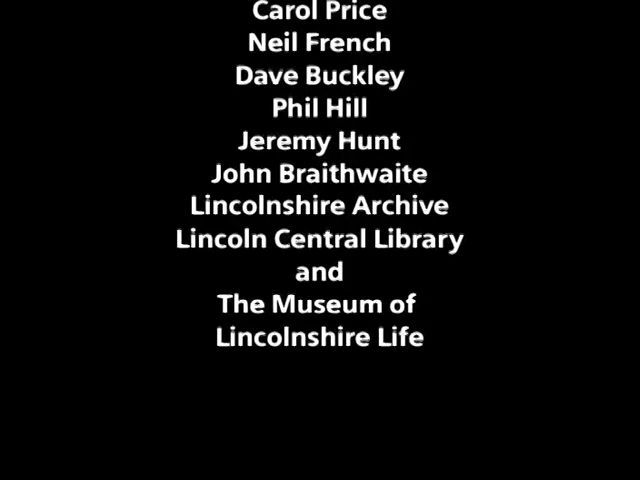 Carol Price
Neil French
Dave Buckley
Phil Hill
Jeremy Hunt
John Braithwaite
Lincolnshire Archive
Lincoln Central Library
and
The Museum of
Lincolnshire Life